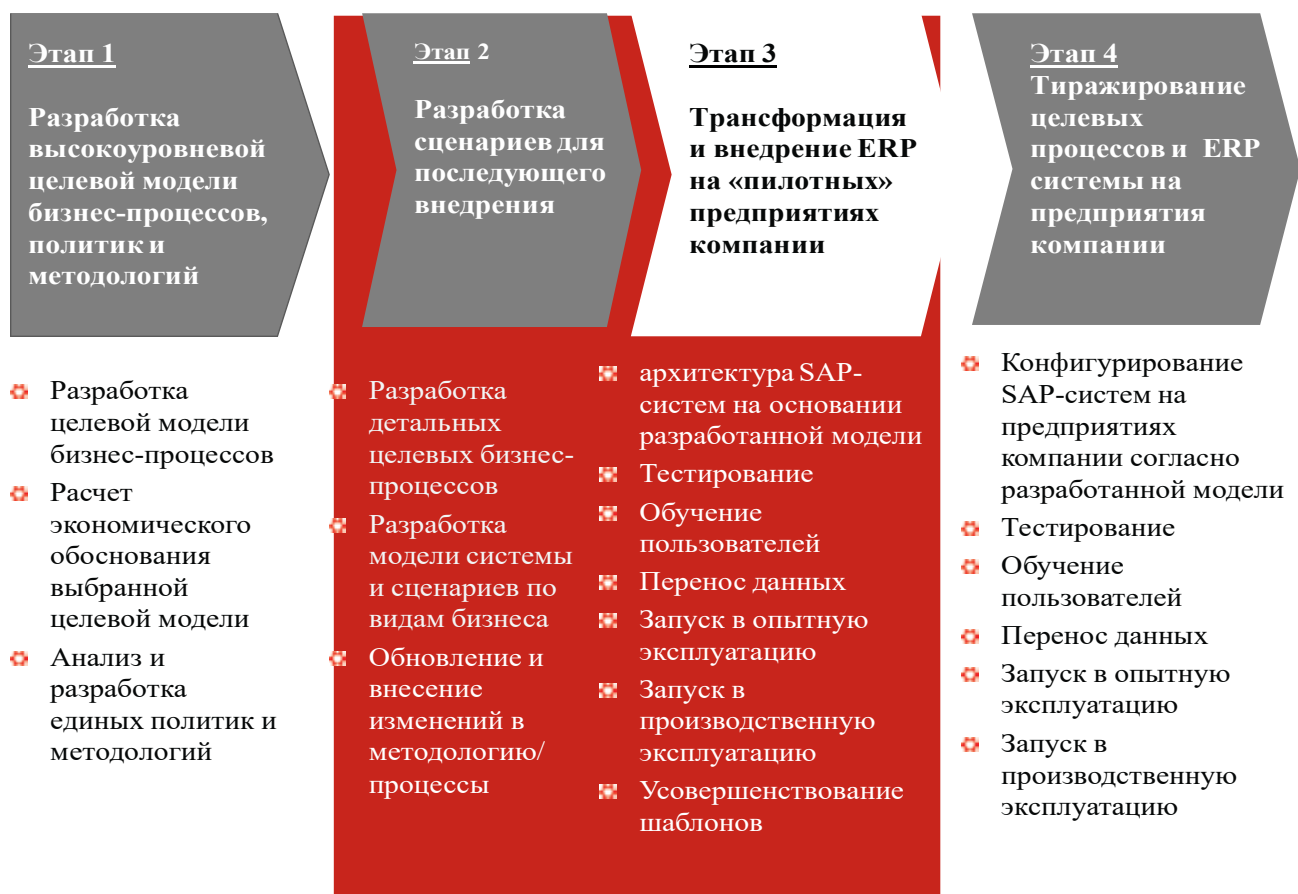 Этап 1
Разработка
высокоуровневой
целевой модели
бизнес-процессов,
политик и
методологий
Этап 2
Разработка
сценариев для
последующего
внедрения
Этап 3
Трансформация
и внедрение ERP
на «пилотных»
предприятиях
компании
Этап 4
Тиражирование
целевых
процессов и ERP
системы на
предприятия
компании
Разработка
целевой модели
бизнес-процессов
Расчет
экономического
обоснования
выбранной
целевой модели
Анализ и
разработка
единых политик и
методологий
Разработка
детальных
целевых бизнес-
процессов
Разработка
модели системы
и сценариев по
видам бизнеса
Обновление и
внесение
изменений в
методологию/
процессы
архитектура SAP-
систем на основании
разработанной модели
Тестирование
Обучение
пользователей
Перенос данных
Запуск в опытную
эксплуатацию
Запуск в
производственную
эксплуатацию
Усовершенствование
шаблонов
Конфигурирование
SAP-систем на
предприятиях
компании согласно
разработанной модели
Тестирование
Обучение
пользователей
Перенос данных
Запуск в опытную
эксплуатацию
Запуск в
производственную
эксплуатацию